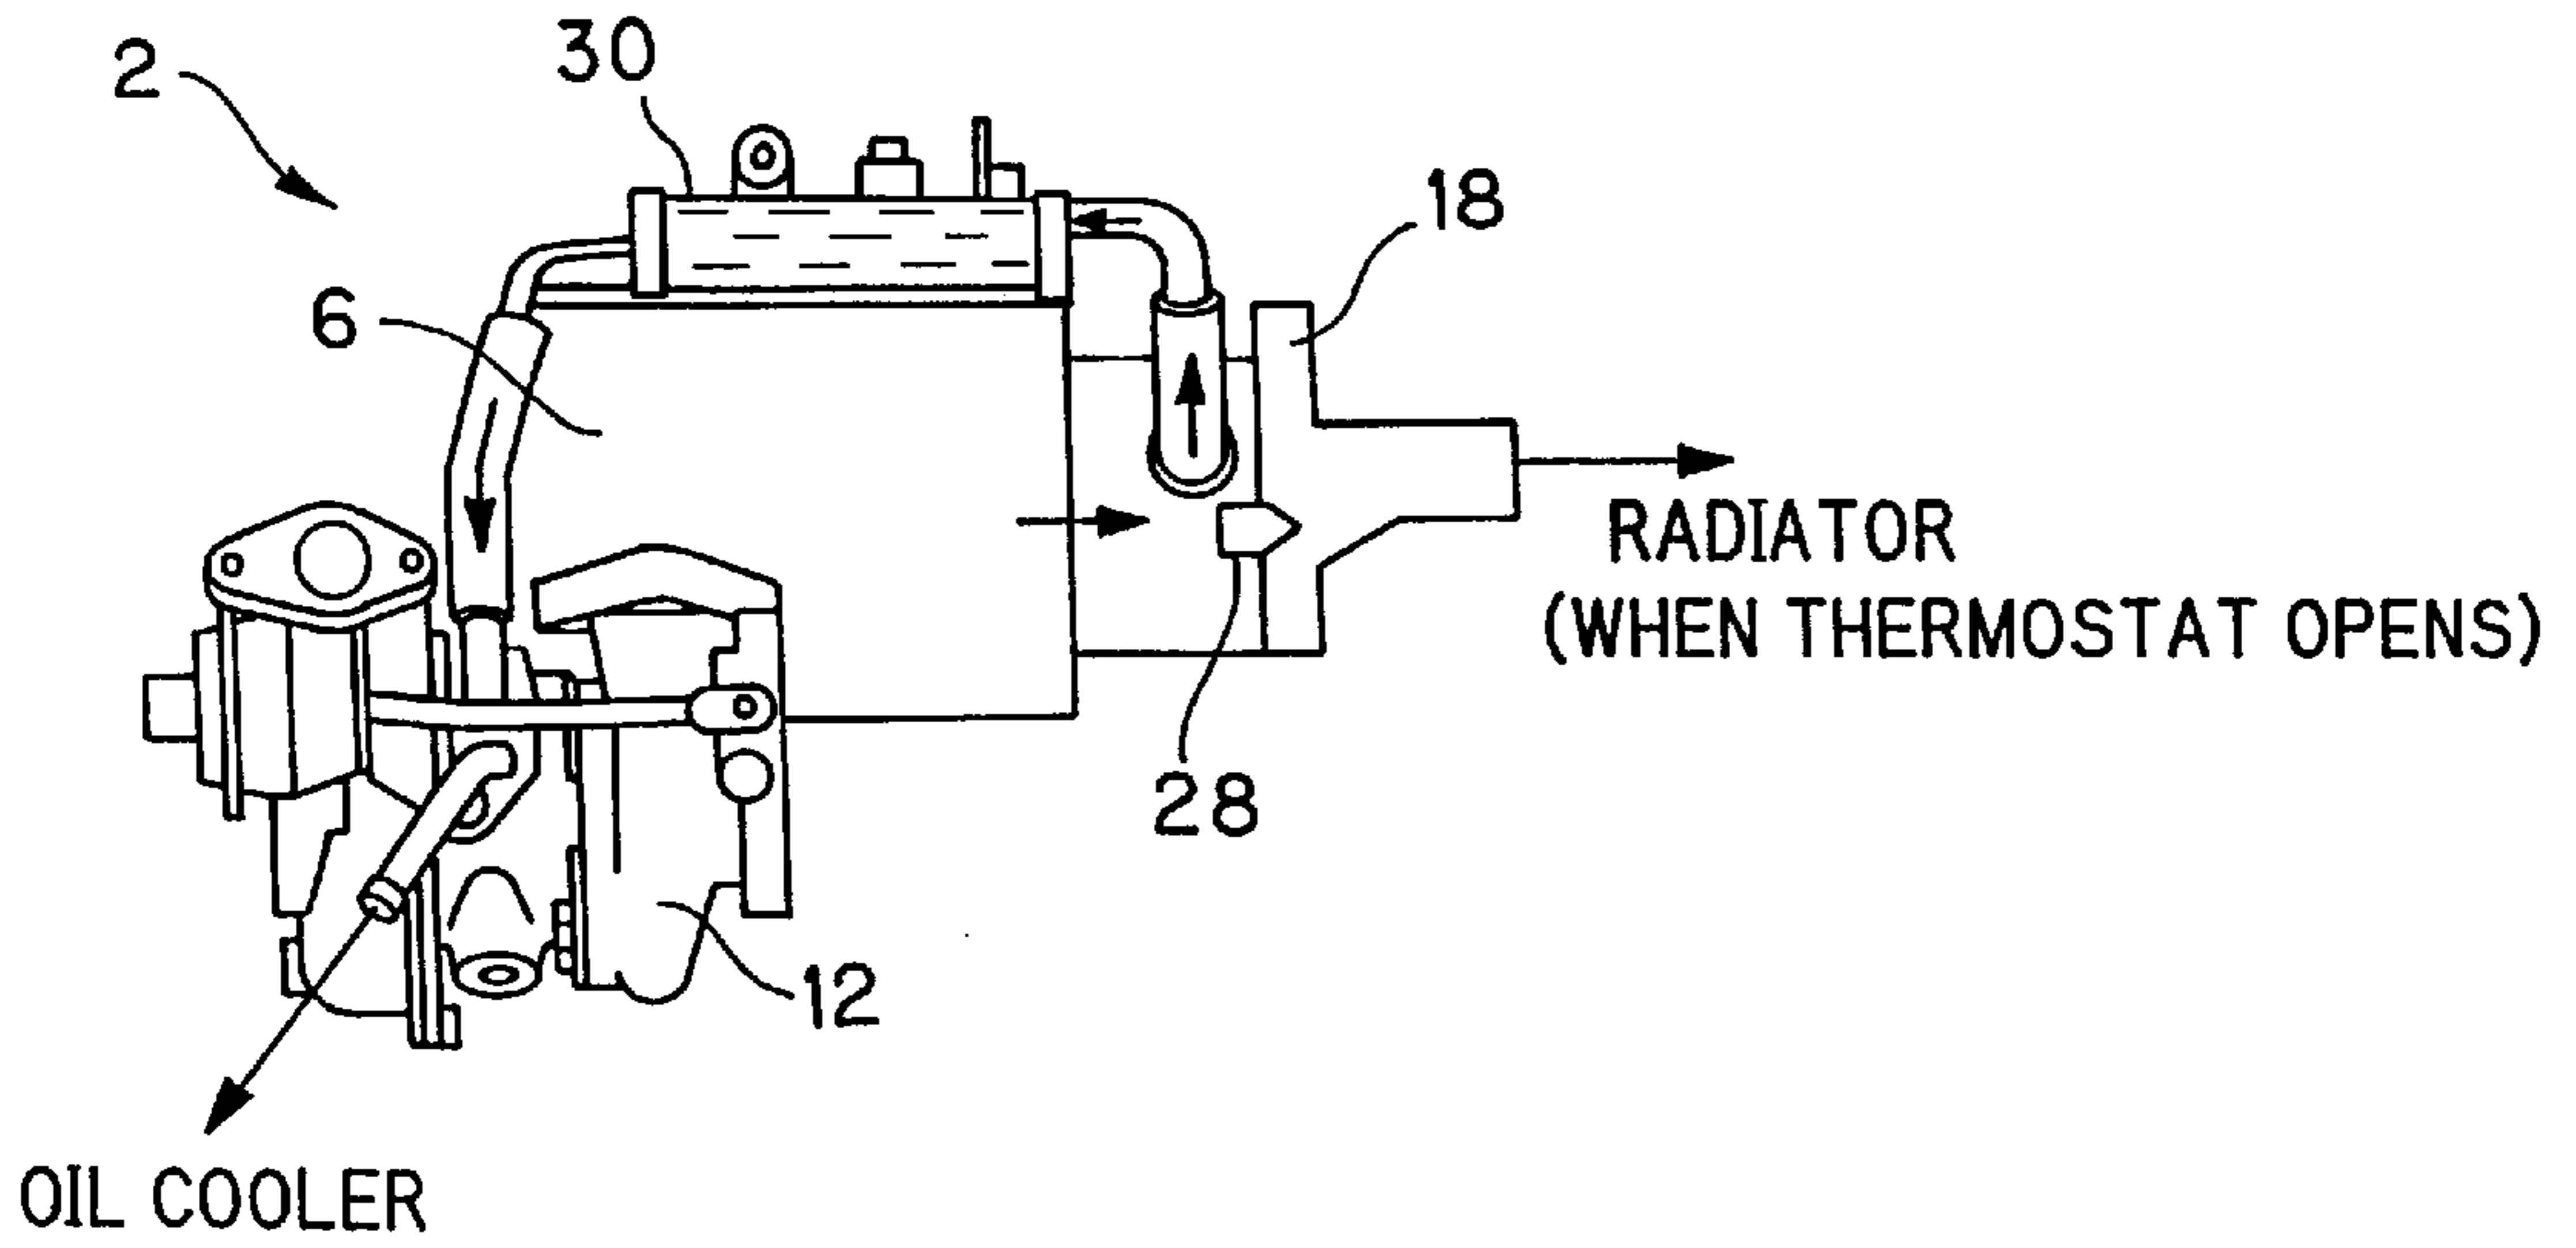 2
30
18
6
RADIATOR
(WHEN THERMOSTAT OPENS)
28
12
OIL COOLER